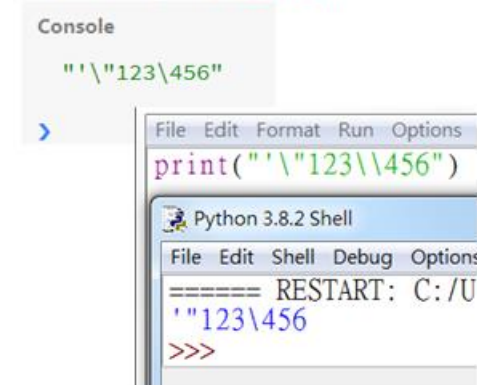 Console
"'\"123\456"
❯
File Edit Format Run Options
print("'\"123\\456")
Python 3.8.2 Shell
File Edit Shell Debug Options
====== RESTART: C:/U
'"123\456
>>>